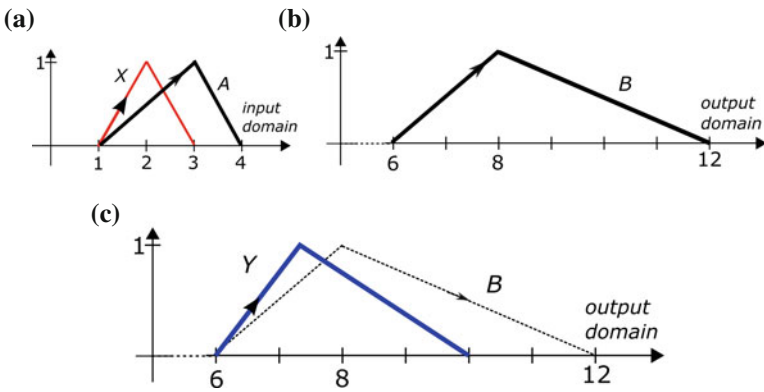 (a)
1
X
A
input
domain
1 2 3 4
(b)
1
B
output
domain
6 8 12
(c)
1
Y
B
output
domain
6 8 12